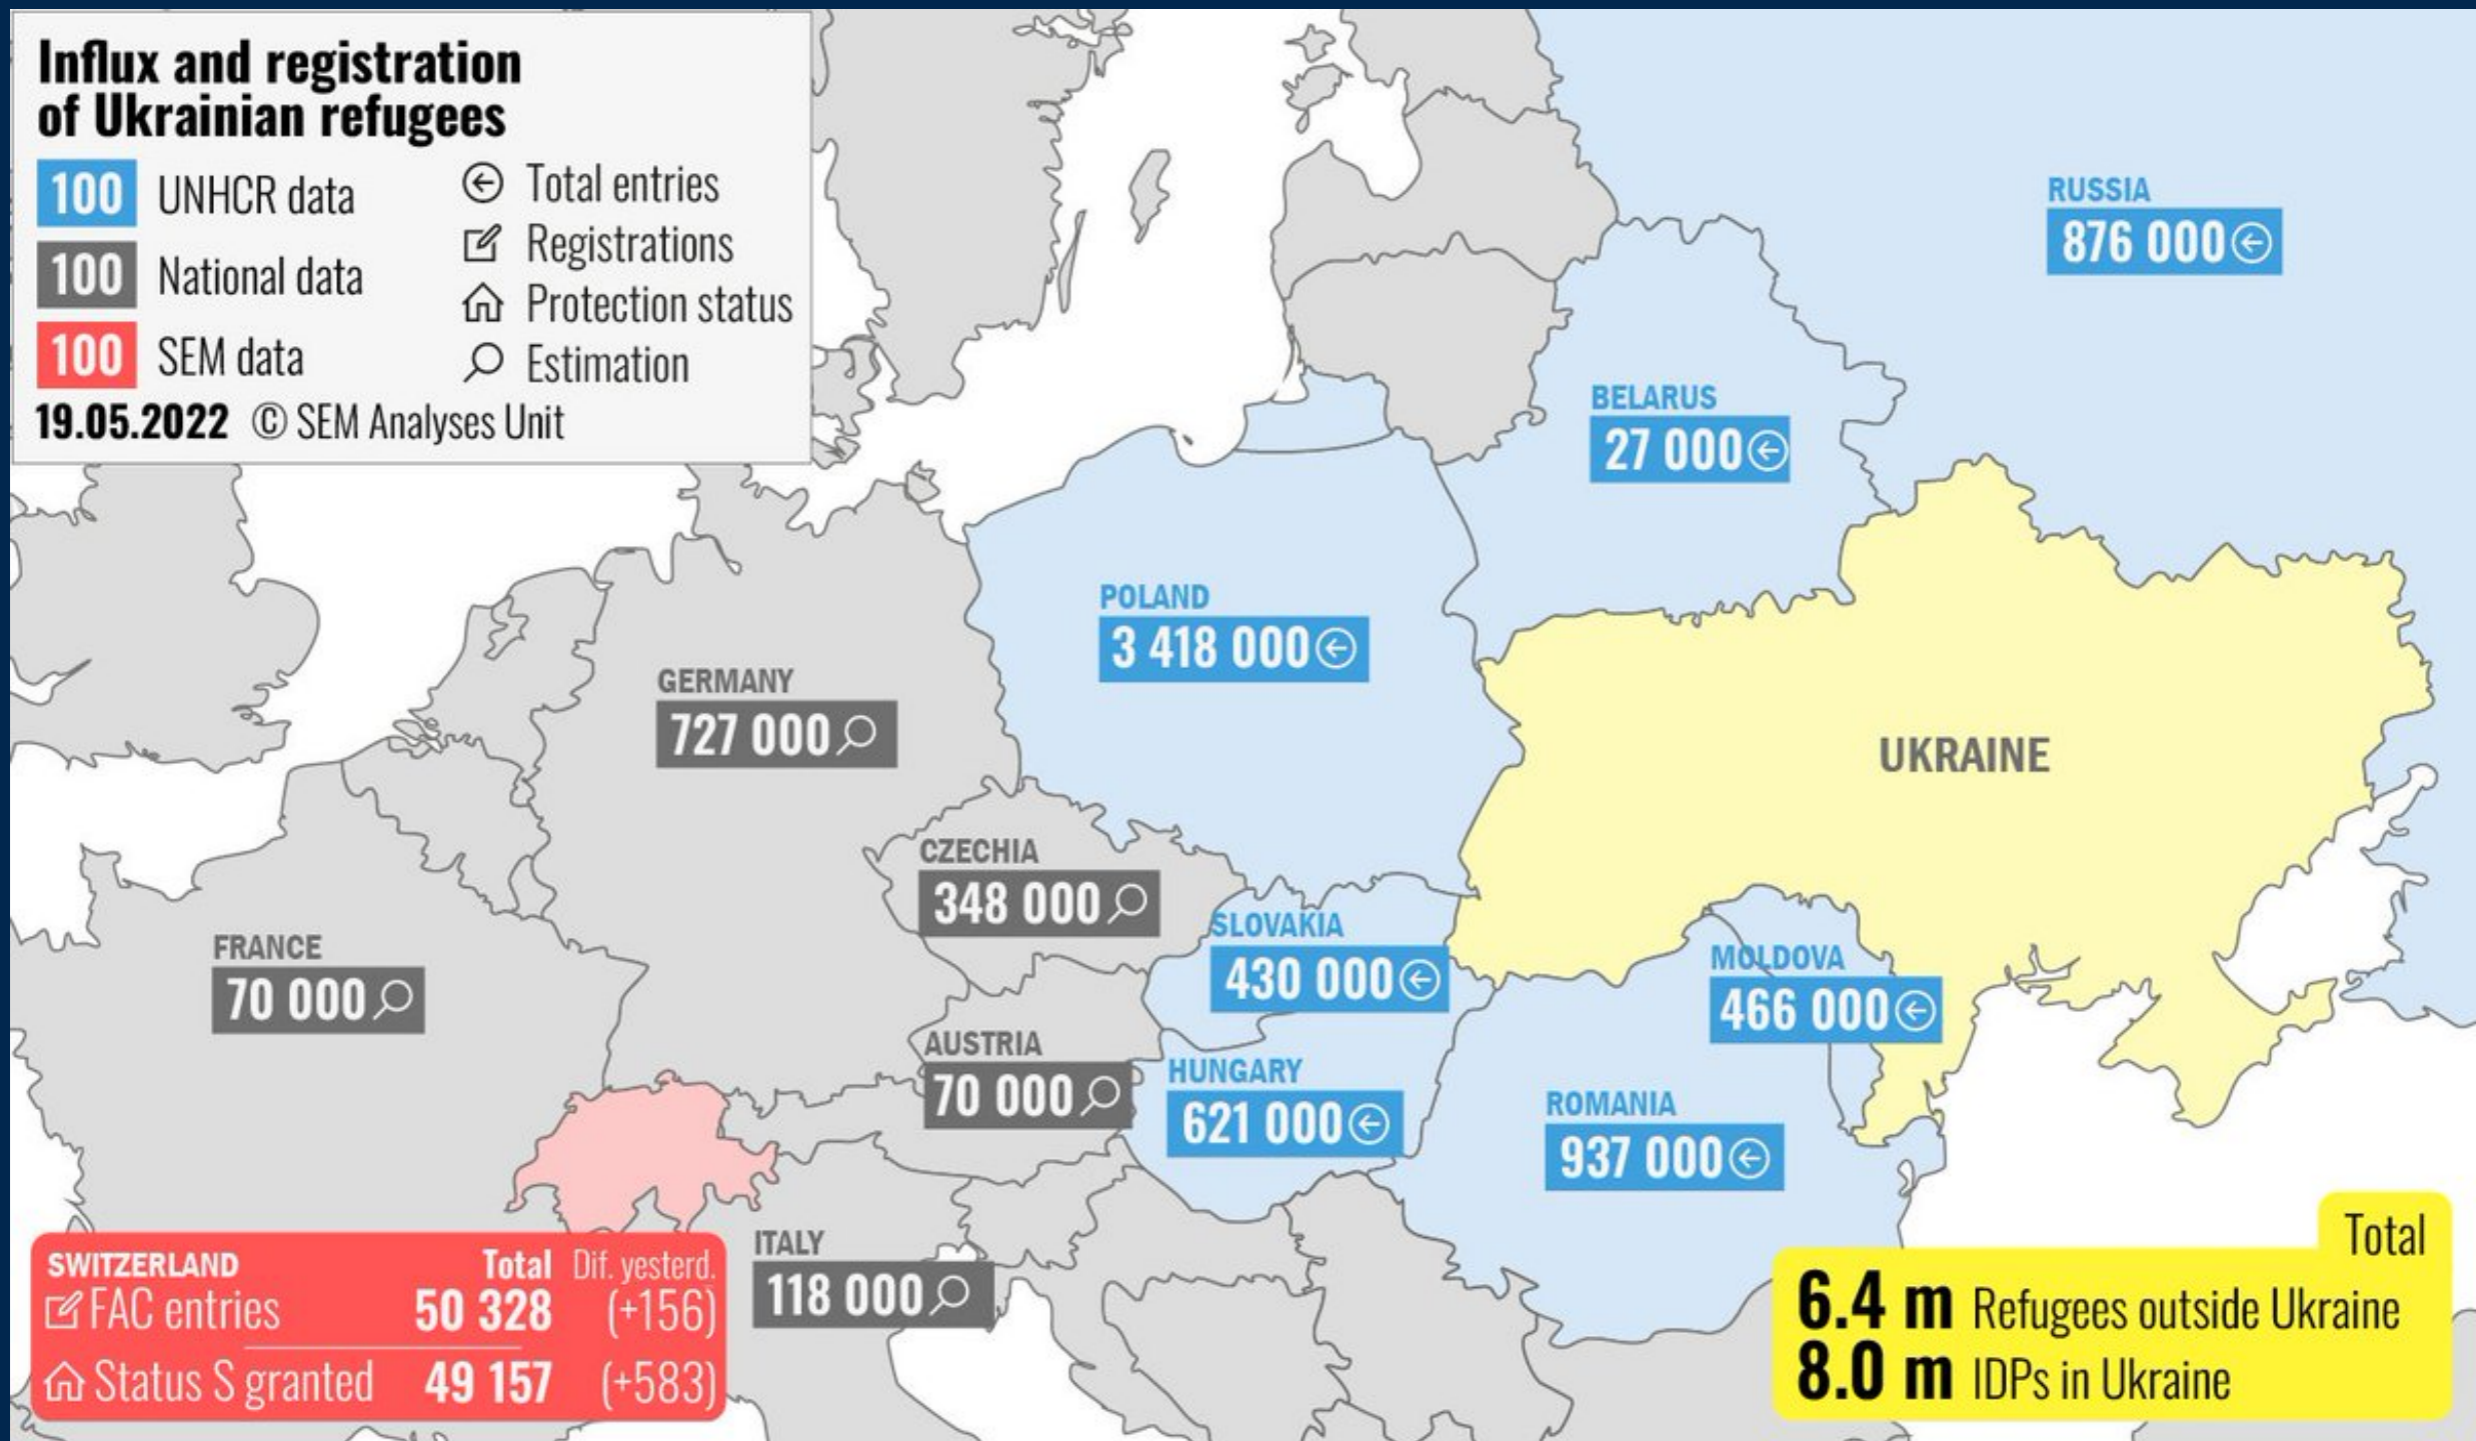 Influx and registration
of Ukrainian refugees
100 UNHCR data
100 National data
100 SEM data
Total entries
Registrations
Protection status
Estimation
19.05.2022 © SEM Analyses Unit
RUSSIA
876 000
BELARUS
27 000
POLAND
3 418 000
GERMANY
727 000
UKRAINE
CZECHIA
348 000
SLOVAKIA
430 000
FRANCE
70 000
MOLDOVA
466 000
AUSTRIA
70 000
HUNGARY
621 000
ROMANIA
937 000
ITALY
118 000
SWITZERLAND Total Dif. yesterd.
FAC entries 50 328 (+156)
Status S granted 49 157 (+583)
Total
6.4 m Refugees outside Ukraine
8.0 m IDPs in Ukraine